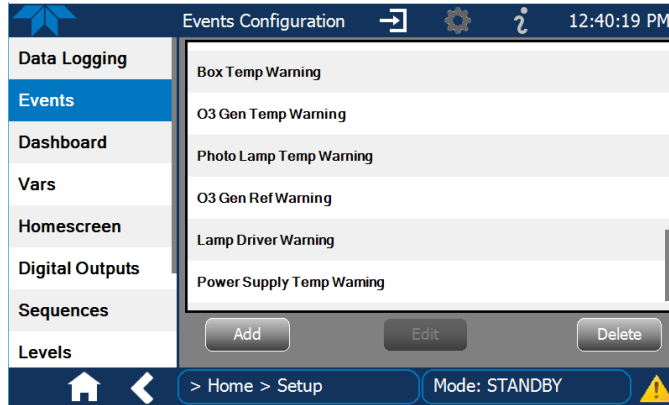 Events Configuration
12:40:19 PM
Data Logging
Events
Dashboard
Vars
Homescreen
Digital Outputs
Sequences
Levels
Box Temp Warning
O3 Gen Temp Warning
Photo Lamp Temp Warning
O3 Gen Ref Warning
Lamp Driver Warning
Power Supply Temp Warning
Add
Edit
Delete
> Home > Setup
Mode: STANDBY